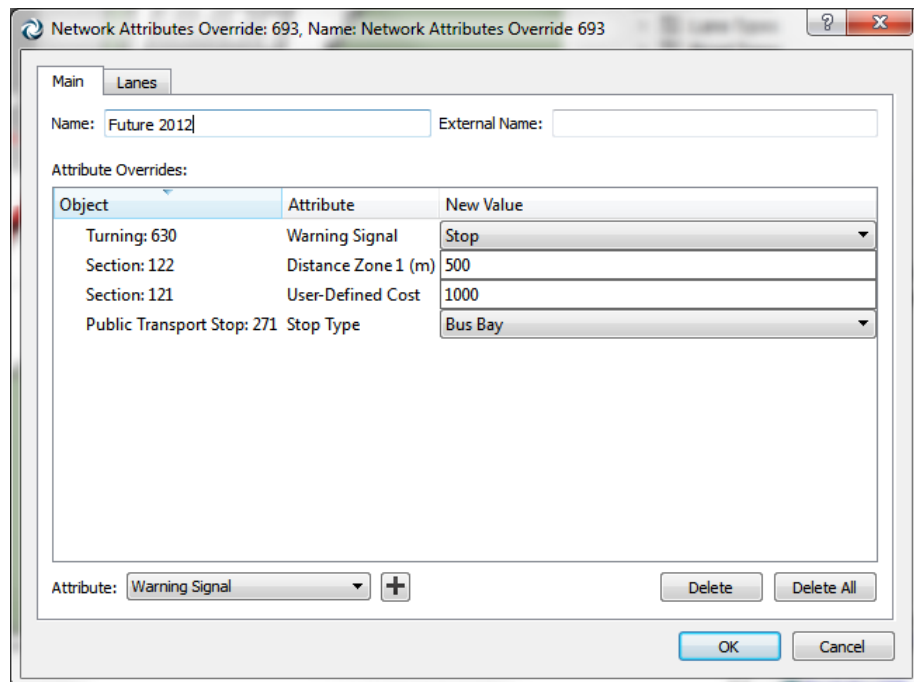 Network Attributes Override: 693, Name: Network Attributes Override 693
Main Lanes
Name: Future 2012 External Name:
Attribute Overrides:
Object Attribute New Value
Turning: 630 Warning Signal Stop
Section: 122 Distance Zone 1 (m) 500
Section: 121 User-Defined Cost 1000
Public Transport Stop: 271 Stop Type Bus Bay
Attribute: Warning Signal Delete Delete All
OK Cancel